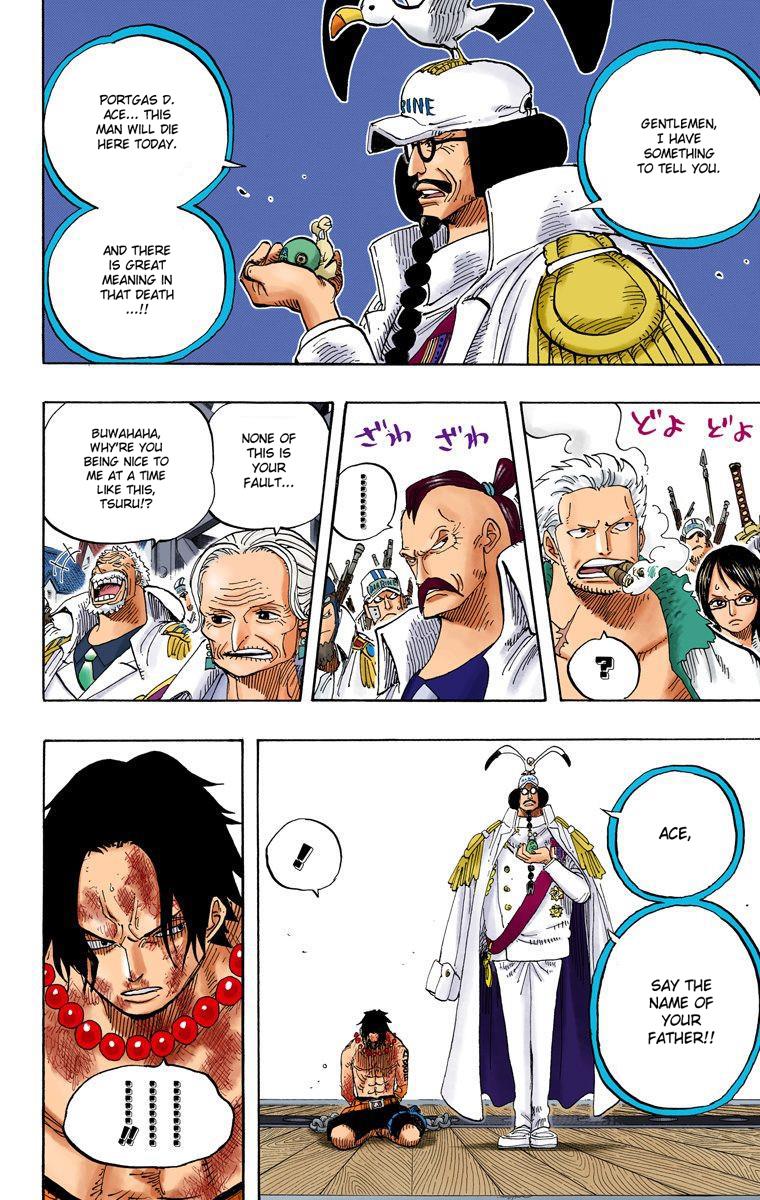 GENTLEMEN,
I HAVE
SOMETHING
TO TELL YOU.
PORTGAS D.
ACE... THIS
MAN WILL DIE
HERE TODAY.
AND THERE
IS GREAT
MEANING IN
THAT DEATH
...!!
RINE
どよ どよ
?
ざわ ざわ
MARINE
NONE OF
THIS IS
YOUR
FAULT...
BUWAHAHA,
WHY'RE YOU
BEING NICE TO
ME AT A TIME
LIKE THIS,
TSURU!?
ACE,
SAY THE
NAME OF
YOUR
FATHER!!
!
!!